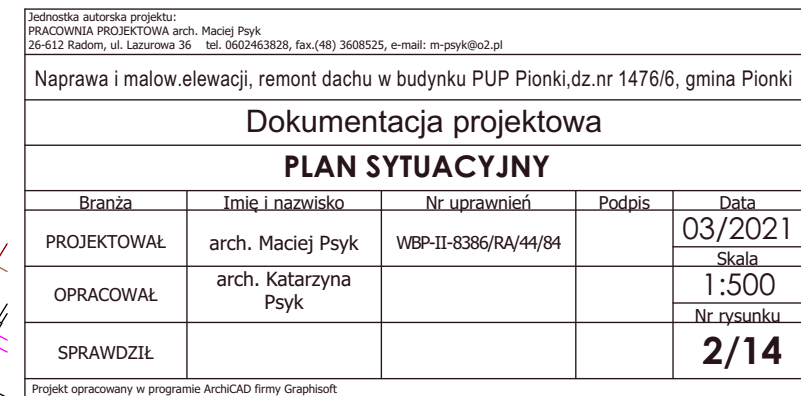 Jednostka autorska projektu:
PRACOWNIA PROJEKTOWA arch. Maciej Psyk
26-612 Radom, ul. Lazurowa 36 tel. 0602463828, fax.(48) 3608525, e-mail: m-psyk@o2.pl
Naprawa i malow.elewacji, remont dachu w budynku PUP Pionki,dz.nr 1476/6, gmina Pionki
Dokumentacja projektowa
PLAN SYTUACYJNY
Branża Imię i nazwisko Nr uprawnień Podpis Data
PROJEKTOWAŁ arch. Maciej Psyk WBP-II-8386/RA/44/84 03/2021
Skala
OPRACOWAŁ arch. Katarzyna
Psyk 1:500
Nr rysunku
SPRAWDZIŁ 2/14
Projekt opracowany w programie ArchiCAD firmy Graphisoft